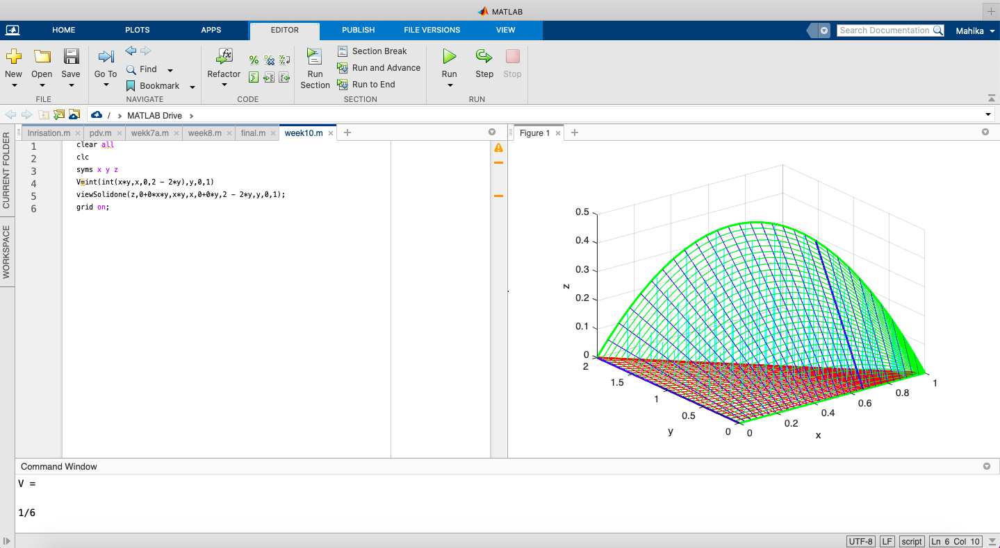 MATLAB
HOME PLOTS APPS EDITOR PUBLISH FILE VERSIONS VIEW Search Documentation Mahika
New Open Save Go To Find Bookmark Refactor Run Section Section Break Run and Advance Run to End Run Step Stop
FILE NAVIGATE CODE SECTION RUN
/ › MATLAB Drive ›
CURRENT FOLDER
WORKSPACE
lnrisation.m × pdv.m × wekk7a.m × week8.m × final.m × week10.m × +
1 clear all
2 clc
3 syms x y z
4 V=int(int(x*y,x,0,2 - 2*y),y,0,1)
5 viewSolidone(z,0+0*x*y,x*y,x,0+0*y,2 - 2*y,y,0,1);
6 grid on;
Figure 1 × +
0.5
0.4
0.3
z
0.2
0.1
0
2
1.5
1
0.5
0
y
0
0.2
0.4
0.6
0.8
1
x
Command Window
V =
1/6
UTF-8 LF script Ln 6 Col 10